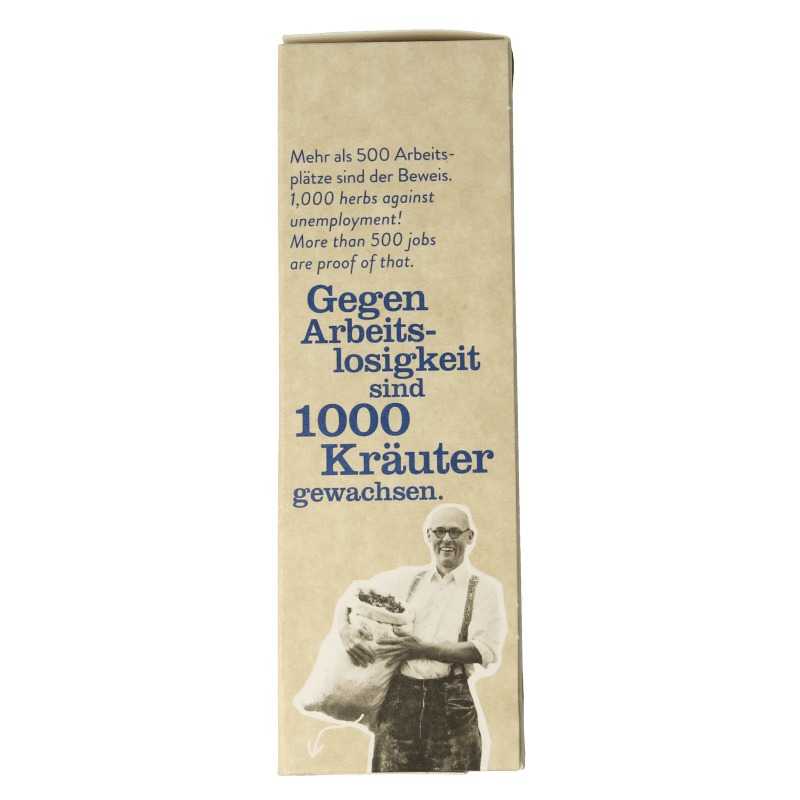 Mehr als 500 Arbeits-
plätze sind der Beweis.
1,000 herbs against
unemployment!
More than 500 jobs
are proof of that.
Gegen
Arbeits-
losigkeit
sind
1000
Kräuter
gewachsen.